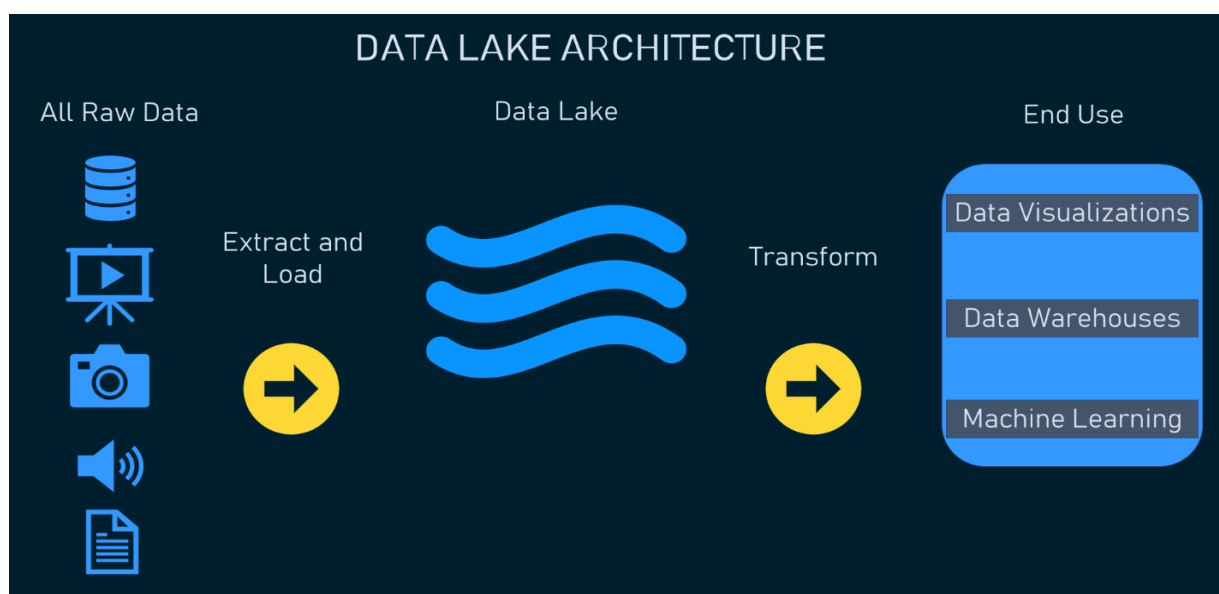 DATA LAKE ARCHITECTURE
All Raw Data
Data Lake
End Use
Extract and
Load
Transform
Data Visualizations
Data Warehouses
Machine Learning